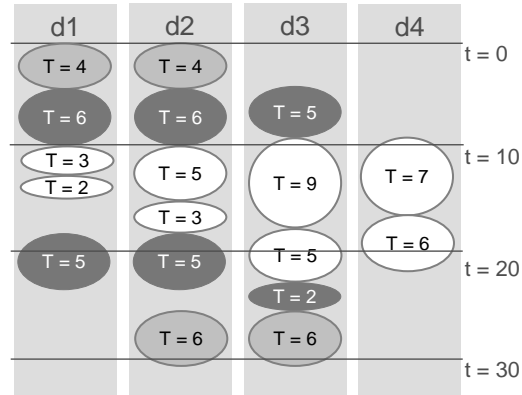 d1 d2 d3 d4
t = 0
T = 4 T = 4
T = 6 T = 6 T = 5
t = 10
T = 3
T = 5 T = 9 T = 7
T = 2
T = 3
T = 6
T = 5 T = 5 T = 5
t = 20
T = 2
T = 6 T = 6
t = 30